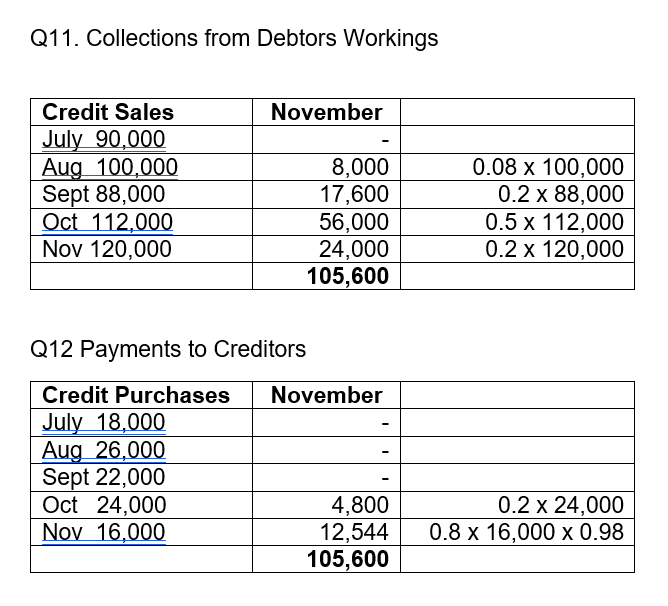 Q11. Collections from Debtors Workings
Credit Sales November
July 90,000 -
Aug 100,000 8,000 0.08 x 100,000
Sept 88,000 17,600 0.2 x 88,000
Oct 112,000 56,000 0.5 x 112,000
Nov 120,000 24,000 0.2 x 120,000
105,600
Q12 Payments to Creditors
Credit Purchases November
July 18,000 -
Aug 26,000 -
Sept 22,000 -
Oct 24,000 4,800 0.2 x 24,000
Nov 16,000 12,544 0.8 x 16,000 x 0.98
105,600